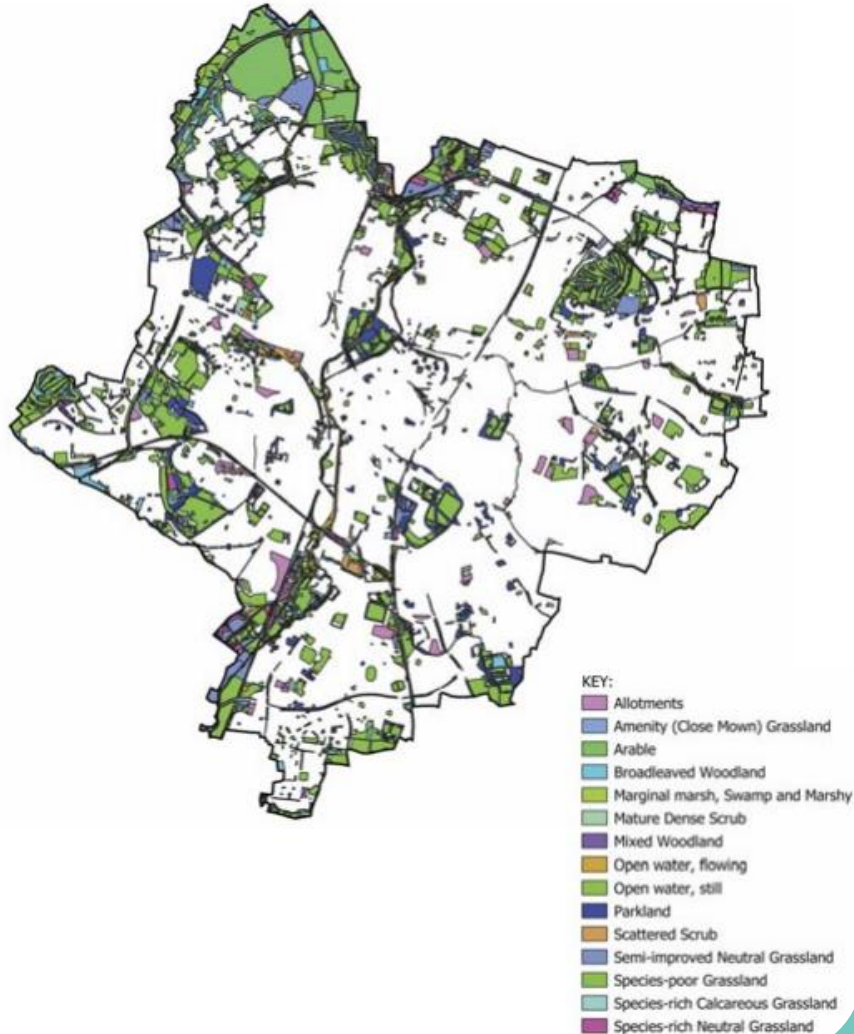 KEY:
Allotments
Amenity (Close Mown) Grassland
Arable
Broadleaved Woodland
Marginal marsh, Swamp and Marshy
Mature Dense Scrub
Mixed Woodland
Open water, flowing
Open water, still
Parkland
Scattered Scrub
Semi-improved Neutral Grassland
Species-poor Grassland
Species-rich Calcareous Grassland
Species-rich Neutral Grassland